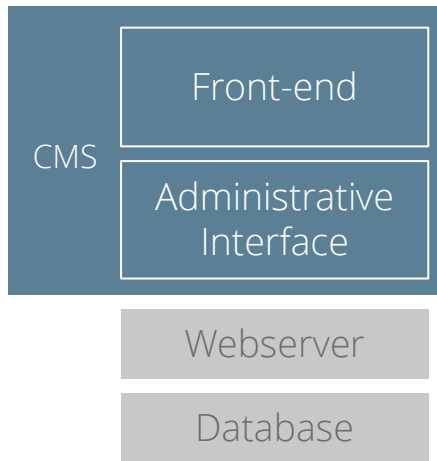 Front-end
CMS
Administrative
Interface
Webserver
Database